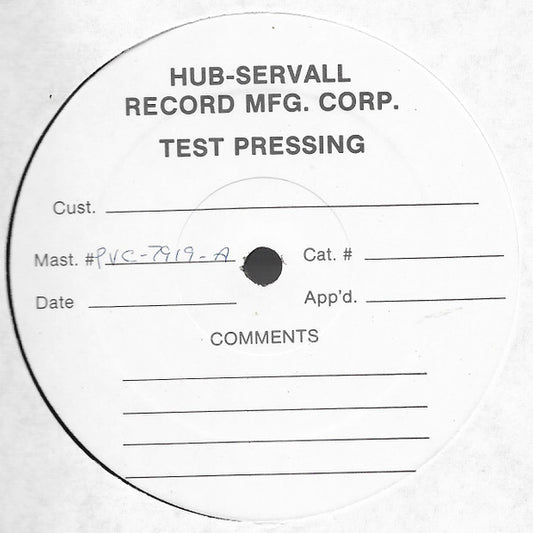 HUB-SERVALL
RECORD MFG. CORP.
TEST PRESSING
Cust.
Mast. # PVC-7919-A Cat. #
Date App'd.
COMMENTS